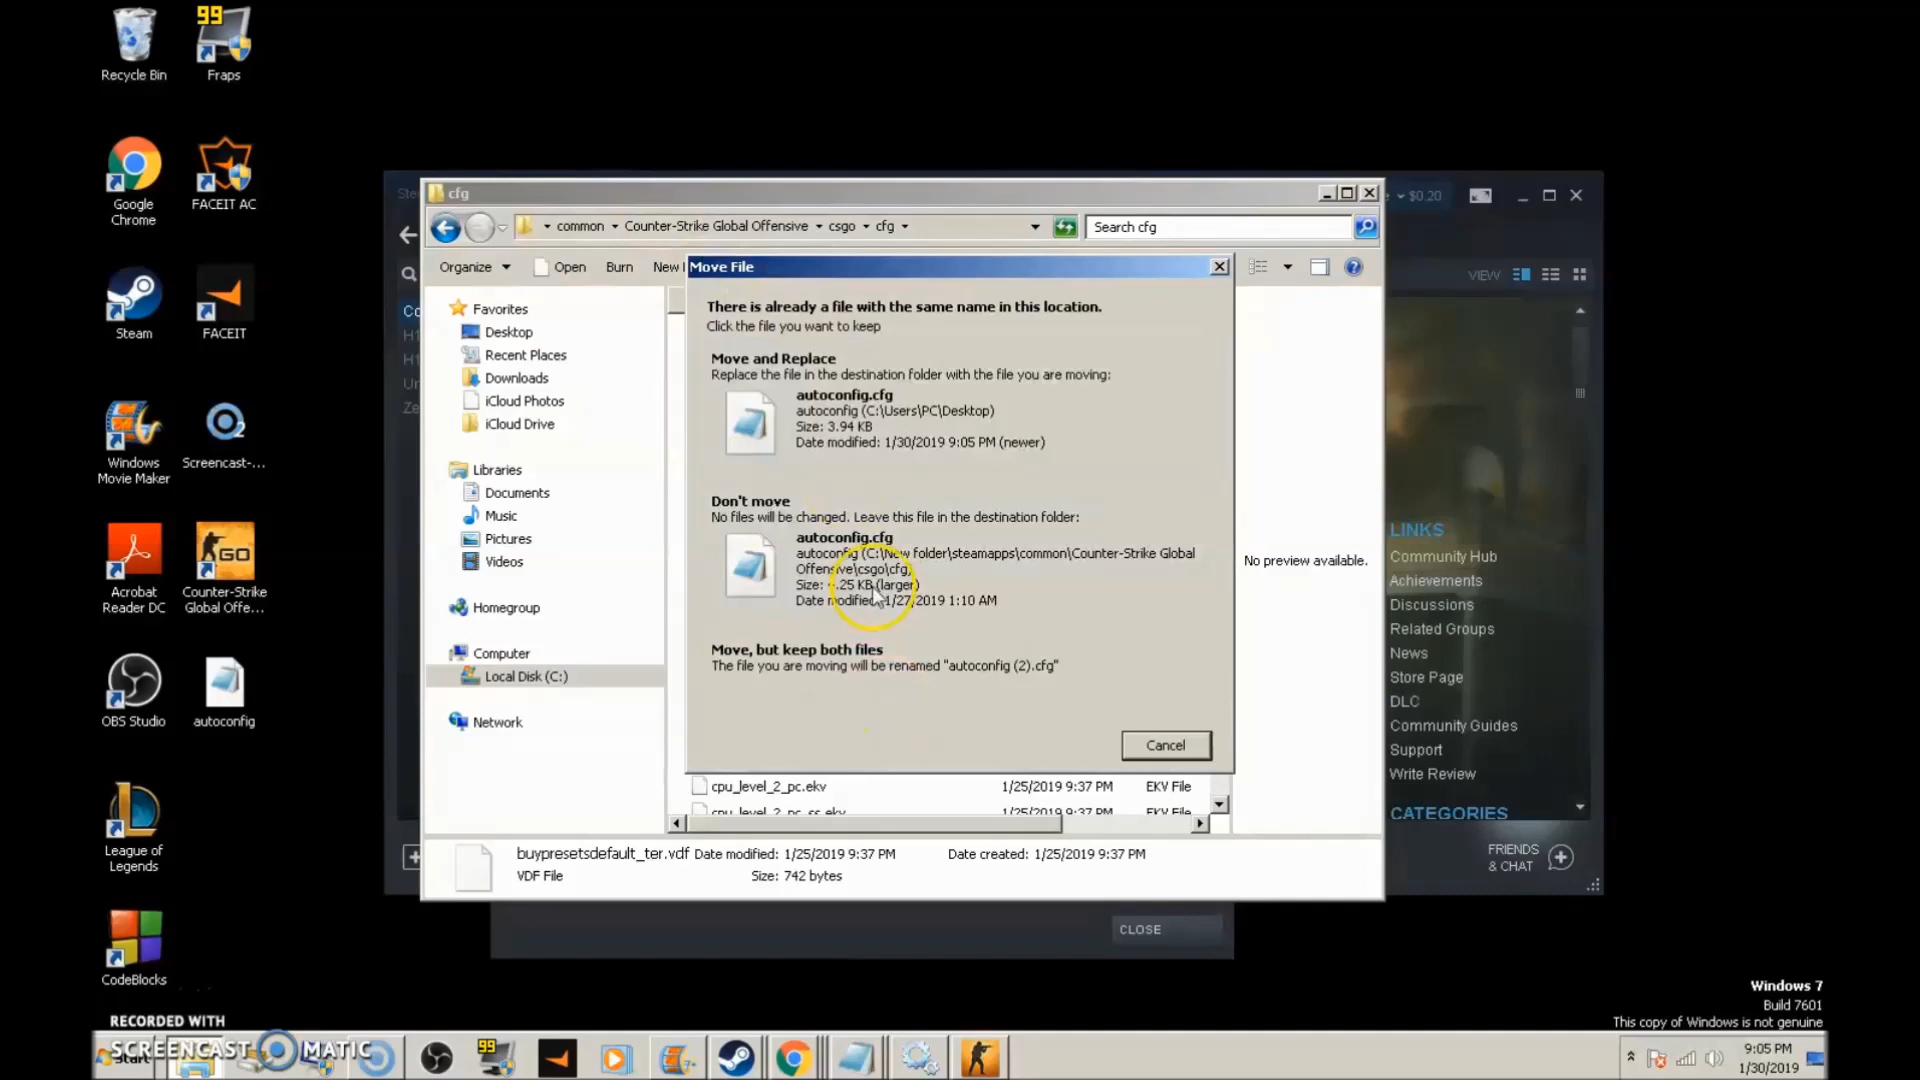 99
Recycle Bin
Fraps
Google Chrome
FACEIT AC
Steam
FACEIT
Windows Movie Maker
Screencast-...
Acrobat Reader DC
Counter-Strike Global Offe...
OBS Studio
autoconfig
League of Legends
CodeBlocks
$0.20
cfg
common Counter-Strike Global Offensive csgo cfg
Search cfg
Organize Open Burn New
VIEW
Favorites
Desktop
Recent Places
Downloads
iCloud Photos
iCloud Drive
Libraries
Documents
Music
Pictures
Videos
Homegroup
Computer
Local Disk (C:)
Network
Move File
There is already a file with the same name in this location.
Click the file you want to keep
Move and Replace
Replace the file in the destination folder with the file you are moving:
autoconfig.cfg
autoconfig (C:\Users\PC\Desktop)
Size: 3.94 KB
Date modified: 1/30/2019 9:05 PM (newer)
Don't move
No files will be changed. Leave this file in the destination folder:
autoconfig.cfg
autoconfig (C:\New folder\steamapps\common\Counter-Strike Global
Offensive\csgo\cfg)
Size: .25 KB (larger)
Date modified: 1/27/2019 1:10 AM
Move, but keep both files
The file you are moving will be renamed "autoconfig (2).cfg"
Cancel
No preview available.
cpu_level_2_pc.ekv 1/25/2019 9:37 PM EKV File
cpu_level_2_pc_ss.ekv 1/25/2019 9:37 PM EKV File
buypresetsdefault_ter.vdf Date modified: 1/25/2019 9:37 PM Date created: 1/25/2019 9:37 PM
VDF File Size: 742 bytes
LINKS
Community Hub
Achievements
Discussions
Related Groups
News
Store Page
DLC
Community Guides
Support
Write Review
CATEGORIES
FRIENDS
& CHAT
CLOSE
Windows 7
Build 7601
This copy of Windows is not genuine
RECORDED WITH
SCREENCAST MATIC
Start
99
9:05 PM
1/30/2019